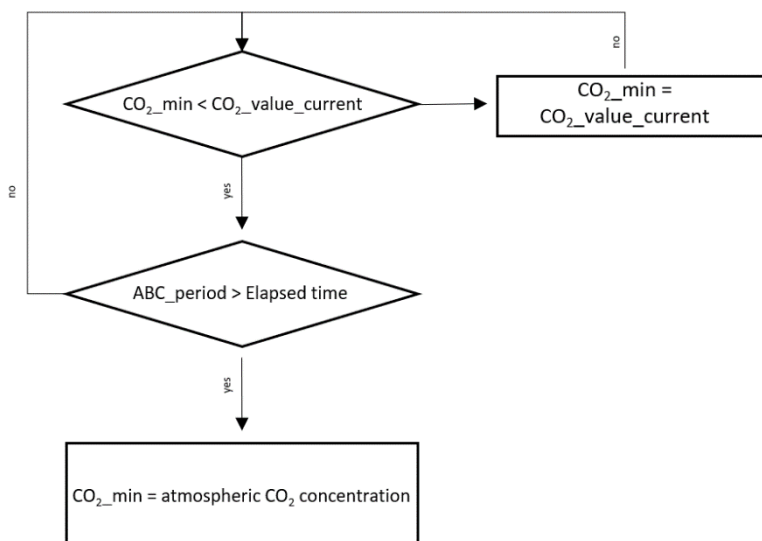 no
CO₂_min < CO₂_value_current
CO₂_min =
CO₂_value_current
yes
no
ABC_period > Elapsed time
yes
CO₂_min = atmospheric CO₂ concentration